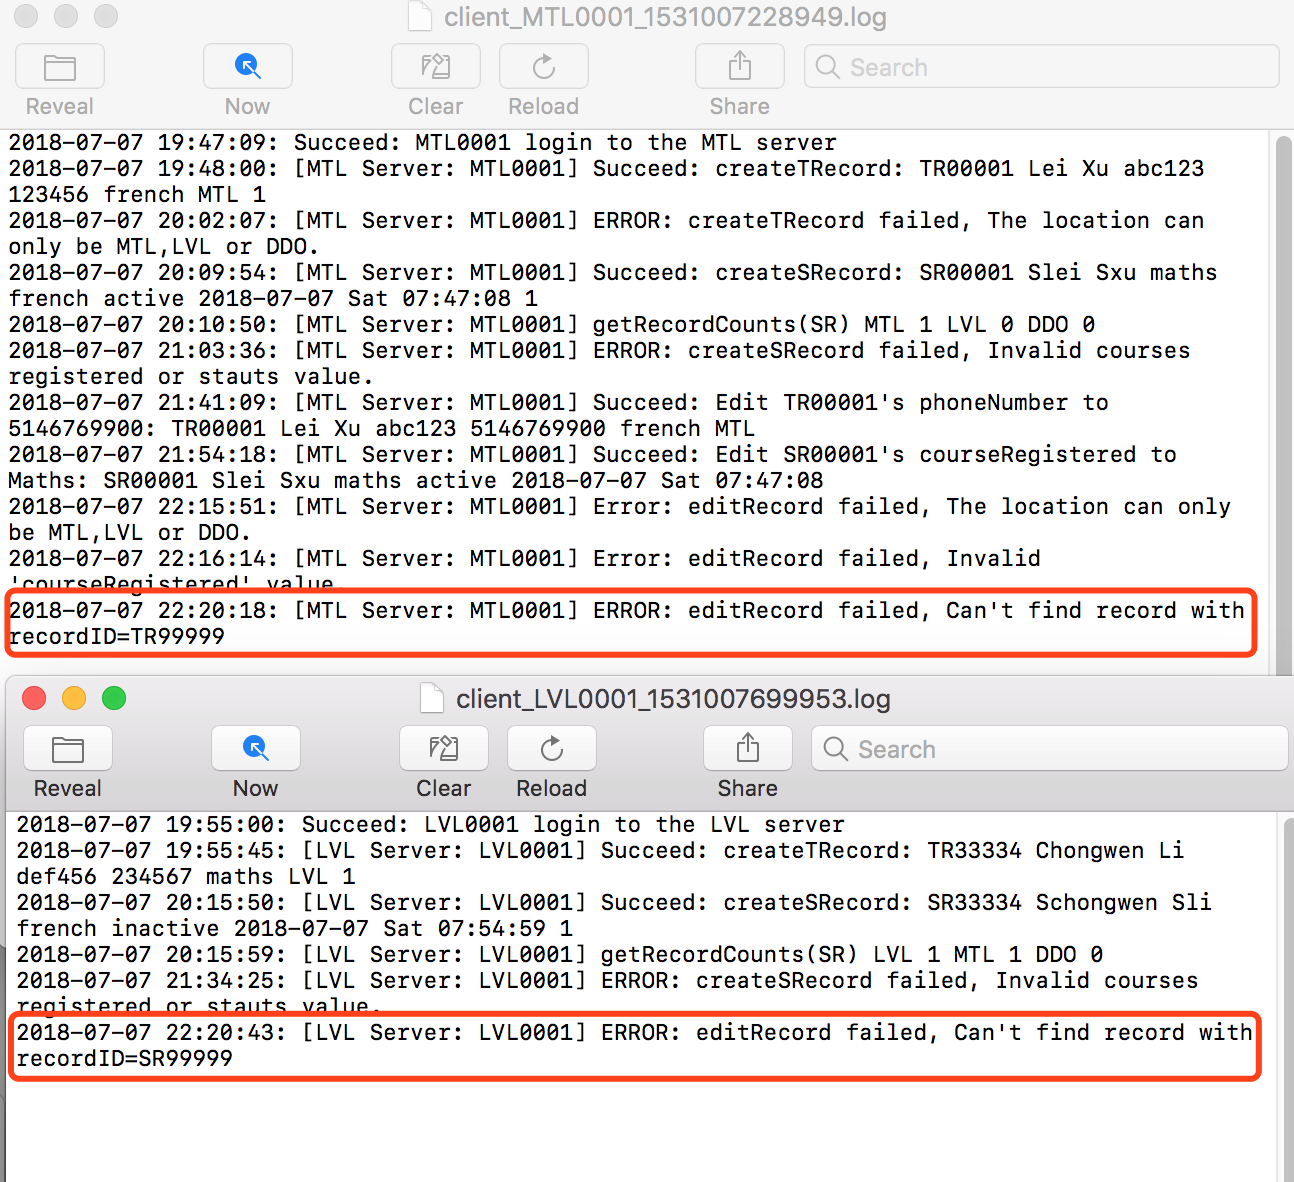 client_MTL0001_1531007228949.log
Reveal Now Clear Reload Share Search
2018-07-07 19:47:09: Succeed: MTL0001 login to the MTL server
2018-07-07 19:48:00: [MTL Server: MTL0001] Succeed: createTRecord: TR00001 Lei Xu abc123
123456 french MTL 1
2018-07-07 20:02:07: [MTL Server: MTL0001] ERROR: createTRecord failed, The location can
only be MTL,LVL or DDO.
2018-07-07 20:09:54: [MTL Server: MTL0001] Succeed: createSRecord: SR00001 Slei Sxu maths
french active 2018-07-07 Sat 07:47:08 1
2018-07-07 20:10:50: [MTL Server: MTL0001] getRecordCounts(SR) MTL 1 LVL 0 DDO 0
2018-07-07 21:03:36: [MTL Server: MTL0001] ERROR: createSRecord failed, Invalid courses
registered or stauts value.
2018-07-07 21:41:09: [MTL Server: MTL0001] Succeed: Edit TR00001's phoneNumber to
5146769900: TR00001 Lei Xu abc123 5146769900 french MTL
2018-07-07 21:54:18: [MTL Server: MTL0001] Succeed: Edit SR00001's courseRegistered to
Maths: SR00001 Slei Sxu maths active 2018-07-07 Sat 07:47:08
2018-07-07 22:15:51: [MTL Server: MTL0001] Error: editRecord failed, The location can only
be MTL,LVL or DDO.
2018-07-07 22:16:14: [MTL Server: MTL0001] Error: editRecord failed, Invalid
'courseRegistered' value
2018-07-07 22:20:18: [MTL Server: MTL0001] ERROR: editRecord failed, Can't find record with
recordID=TR99999
client_LVL0001_1531007699953.log
Reveal Now Clear Reload Share Search
2018-07-07 19:55:00: Succeed: LVL0001 login to the LVL server
2018-07-07 19:55:45: [LVL Server: LVL0001] Succeed: createTRecord: TR33334 Chongwen Li
def456 234567 maths LVL 1
2018-07-07 20:15:50: [LVL Server: LVL0001] Succeed: createSRecord: SR33334 Schongwen Sli
french inactive 2018-07-07 Sat 07:54:59 1
2018-07-07 20:15:59: [LVL Server: LVL0001] getRecordCounts(SR) LVL 1 MTL 1 DDO 0
2018-07-07 21:34:25: [LVL Server: LVL0001] ERROR: createSRecord failed, Invalid courses
registered or stauts value.
2018-07-07 22:20:43: [LVL Server: LVL0001] ERROR: editRecord failed, Can't find record with
recordID=SR99999